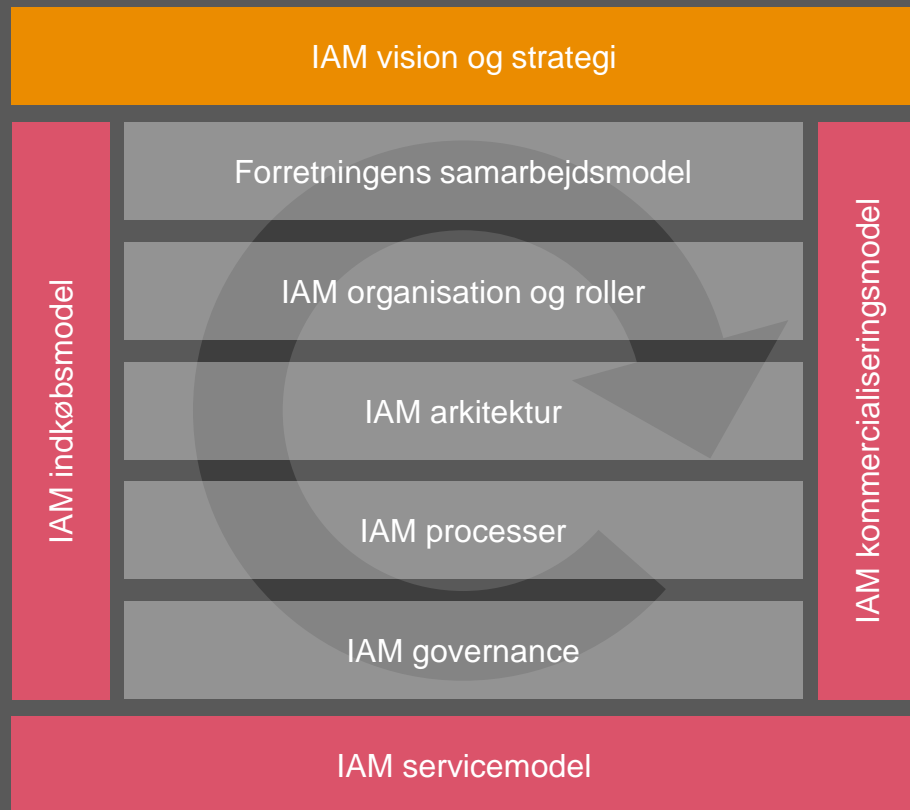 IAM vision og strategi
IAM indkøbsmodel
Forretningens samarbejdsmodel
IAM organisation og roller
IAM arkitektur
IAM processer
IAM governance
IAM kommercialiseringsmodel
IAM servicemodel